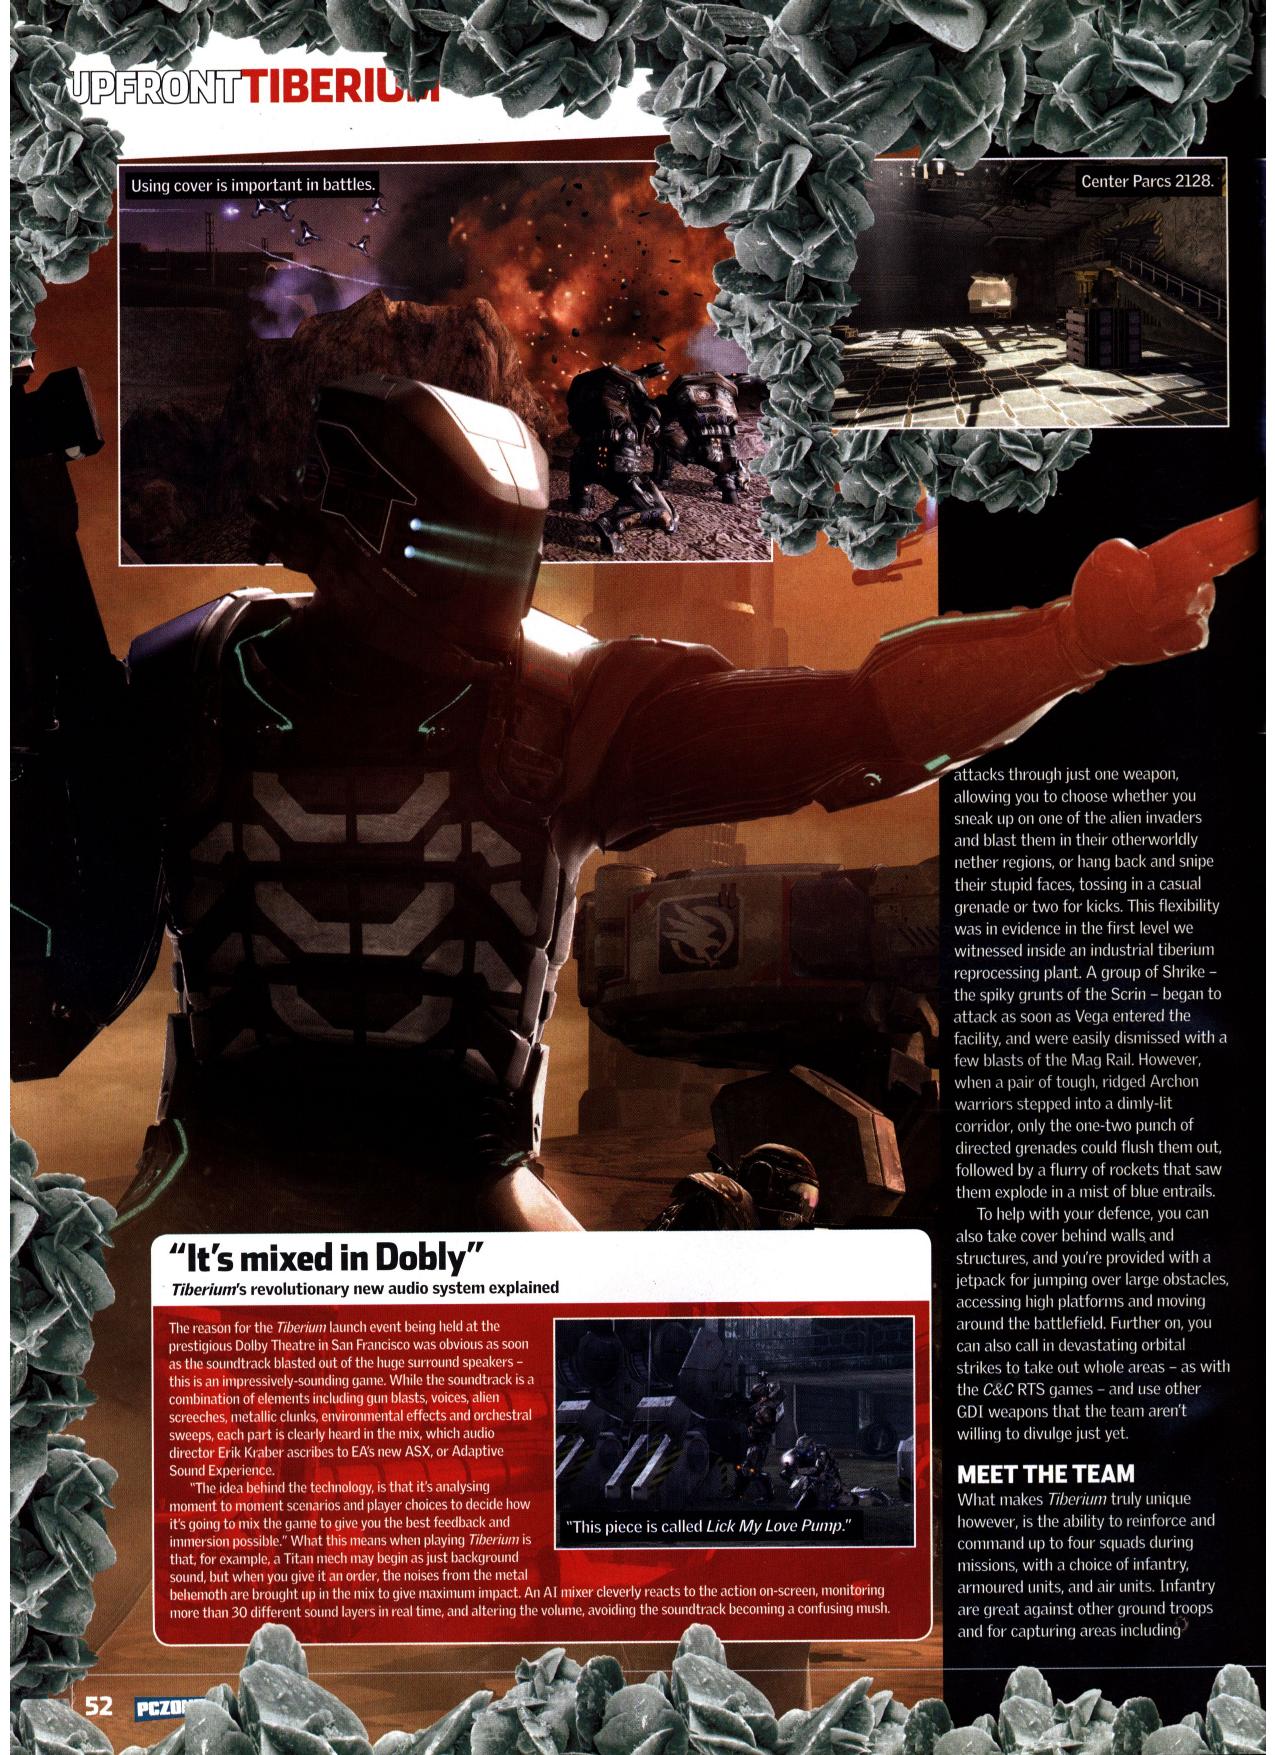 UPFRONT TIBERIUM
Using cover is important in battles.
Center Parcs 2128.
attacks through just one weapon,
allowing you to choose whether you
sneak up on one of the alien invaders
and blast them in their otherworldly
nether regions, or hang back and snipe
their stupid faces, tossing in a casual
grenade or two for kicks. This flexibility
was in evidence in the first level we
witnessed inside an industrial tiberium
reprocessing plant. A group of Shrike –
the spiky grunts of the Scrin – began to
attack as soon as Vega entered the
facility, and were easily dismissed with a
few blasts of the Mag Rail. However,
when a pair of tough, ridged Archon
warriors stepped into a dimly-lit
corridor, only the one-two punch of
directed grenades could flush them out,
followed by a flurry of rockets that saw
them explode in a mist of blue entrails.
To help with your defence, you can
also take cover behind walls and
structures, and you're provided with a
jetpack for jumping over large obstacles,
accessing high platforms and moving
around the battlefield. Further on, you
can also call in devastating orbital
strikes to take out whole areas – as with
the C&C RTS games – and use other
GDI weapons that the team aren't
willing to divulge just yet.
MEET THE TEAM
What makes Tiberium truly unique
however, is the ability to reinforce and
command up to four squads during
missions, with a choice of infantry,
armoured units, and air units. Infantry
are great against other ground troops
and for capturing areas including
“It's mixed in Dobly”
Tiberium's revolutionary new audio system explained
The reason for the Tiberium launch event being held at the
prestigious Dolby Theatre in San Francisco was obvious as soon
as the soundtrack blasted out of the huge surround speakers –
this is an impressively-sounding game. While the soundtrack is a
combination of elements including gun blasts, voices, alien
screeches, metallic clunks, environmental effects and orchestral
sweeps, each part is clearly heard in the mix, which audio
director Erik Kraber ascribes to EA's new ASX, or Adaptive
Sound Experience.
“The idea behind the technology, is that it's analysing
moment to moment scenarios and player choices to decide how
it's going to mix the game to give you the best feedback and
immersion possible.” What this means when playing Tiberium is
that, for example, a Titan mech may begin as just background
sound, but when you give it an order, the noises from the metal
behemoth are brought up in the mix to give maximum impact. An AI mixer cleverly reacts to the action on-screen, monitoring
more than 30 different sound layers in real time, and altering the volume, avoiding the soundtrack becoming a confusing mush.
“This piece is called Lick My Love Pump.”
52
PCZONE